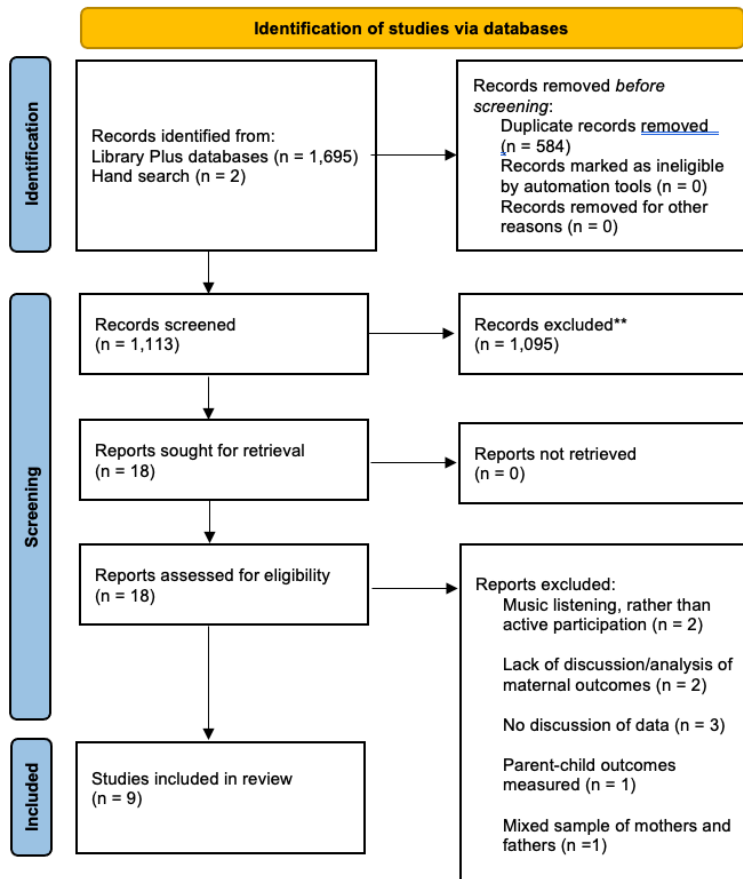 Identification of studies via databases
Identification
Records identified from:
Library Plus databases (n = 1,695)
Hand search (n = 2)
Records removed before
screening:
Duplicate records removed
(n = 584)
Records marked as ineligible
by automation tools (n = 0)
Records removed for other
reasons (n = 0)
Screening
Records screened
(n = 1,113)
Records excluded**
(n = 1,095)
Reports sought for retrieval
(n = 18)
Reports not retrieved
(n = 0)
Reports assessed for eligibility
(n = 18)
Reports excluded:
Music listening, rather than
active participation (n = 2)
Lack of discussion/analysis of
maternal outcomes (n = 2)
No discussion of data (n = 3)
Parent-child outcomes
measured (n = 1)
Mixed sample of mothers and
fathers (n =1)
Included
Studies included in review
(n = 9)